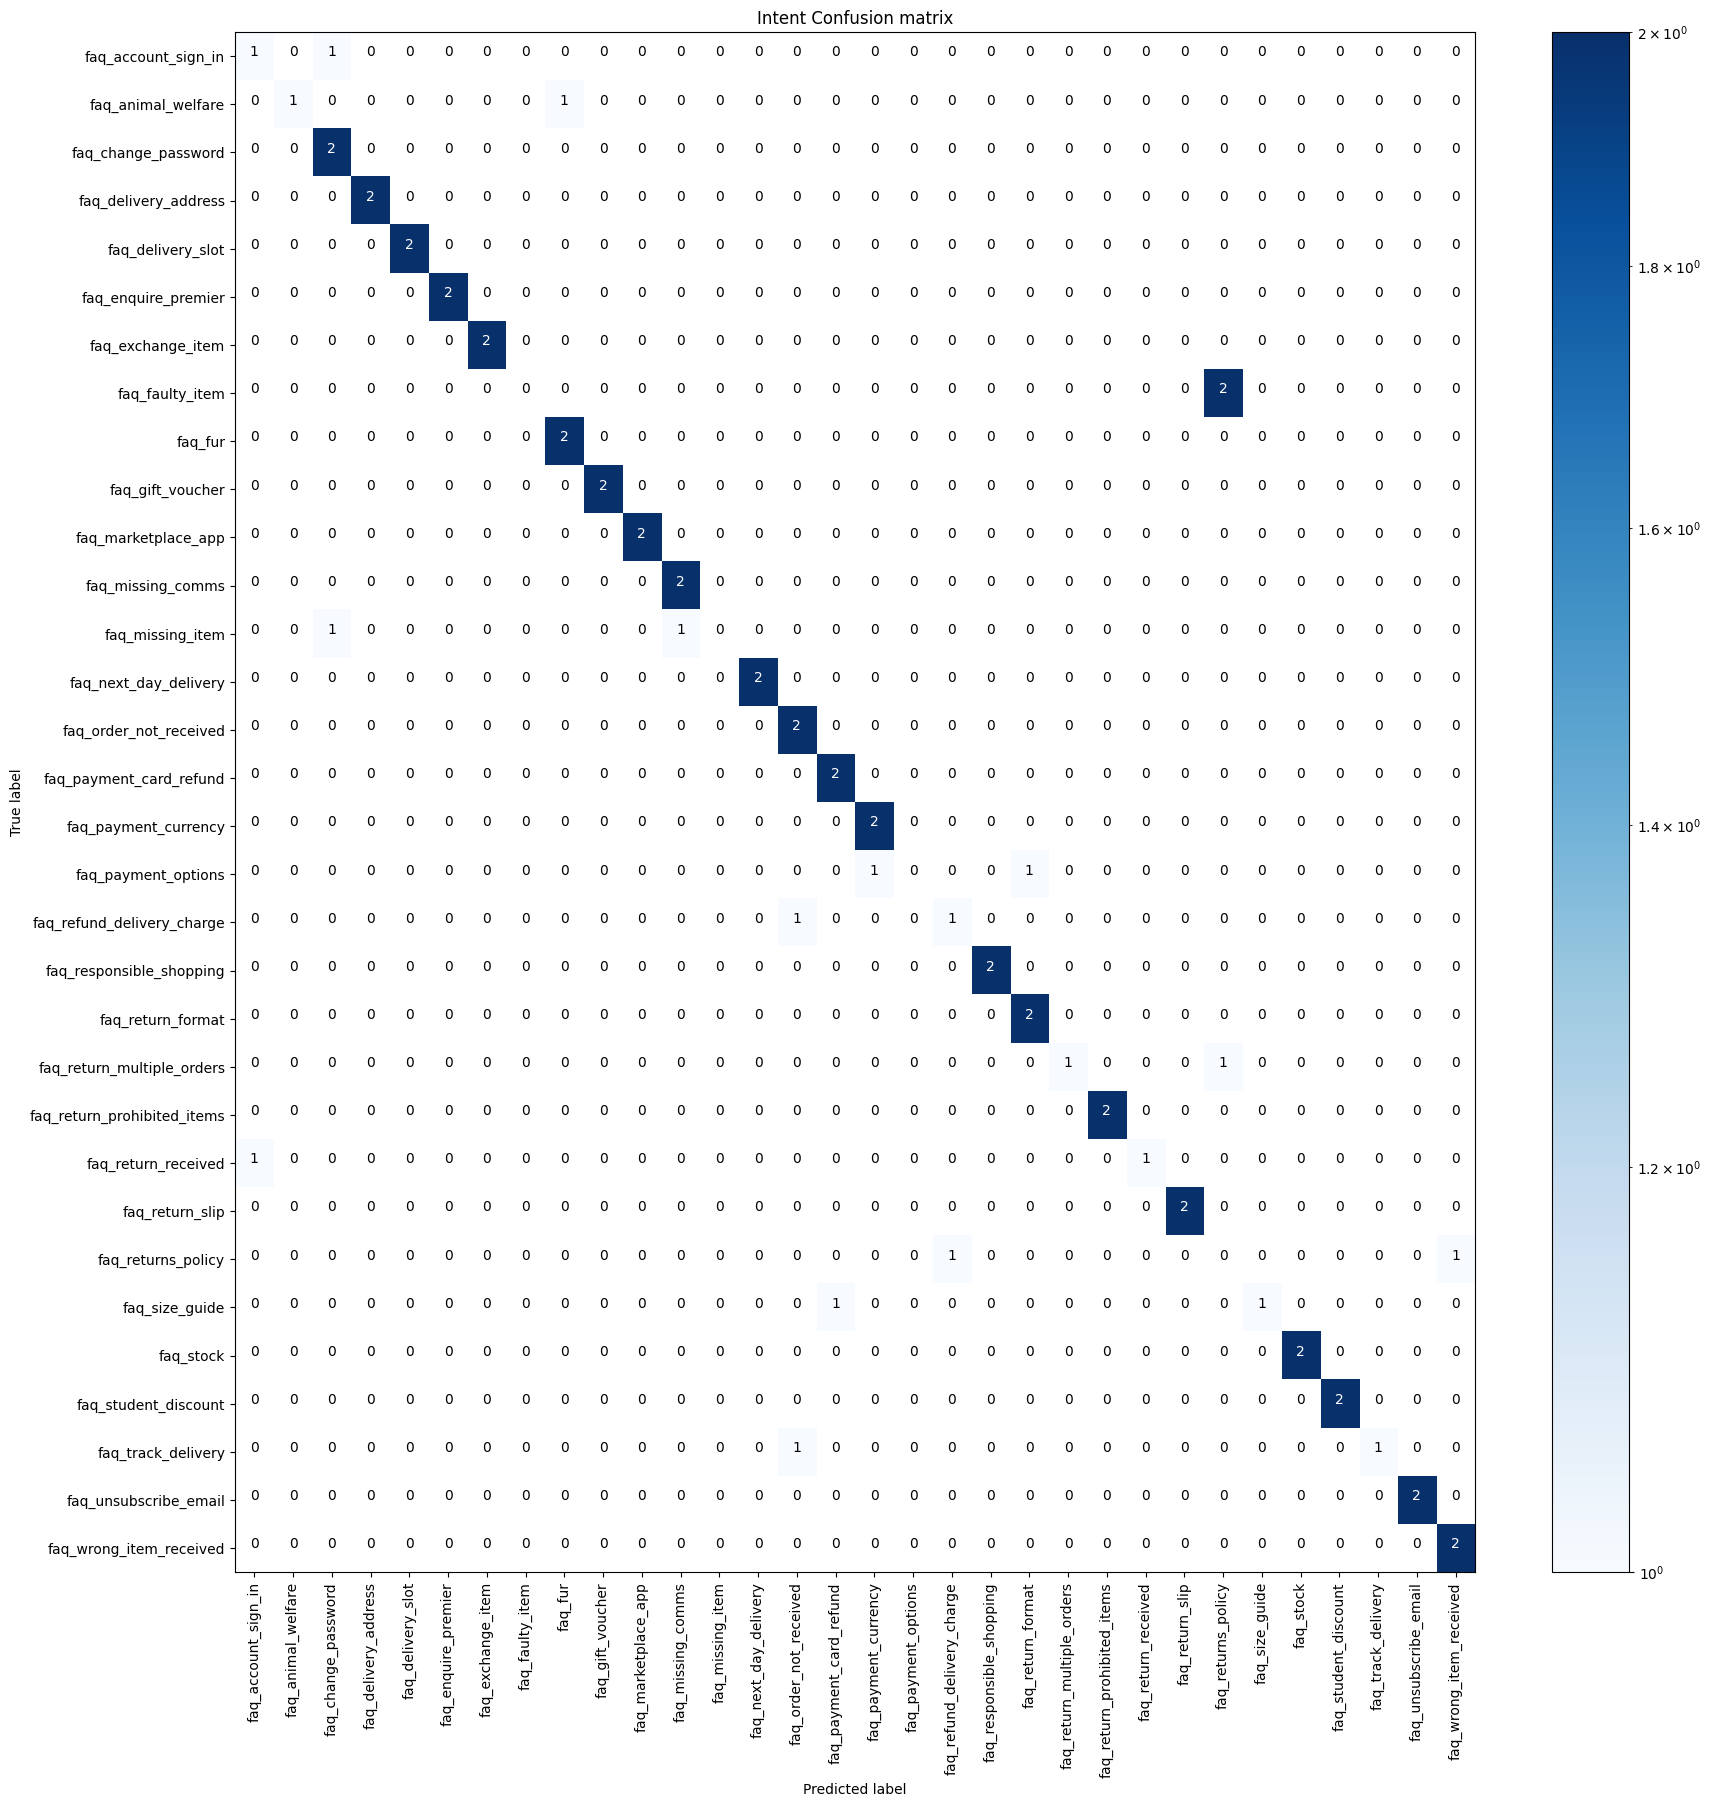 Intent Confusion matrix
faq_account_sign_in 1 0 1 0 0 0 0 0 0 0 0 0 0 0 0 0 0 0 0 0 0 0 0 0 0 0 0 0 0 0 0 0
faq_animal_welfare 0 1 0 0 0 0 0 0 1 0 0 0 0 0 0 0 0 0 0 0 0 0 0 0 0 0 0 0 0 0 0 0
faq_change_password 0 0 2 0 0 0 0 0 0 0 0 0 0 0 0 0 0 0 0 0 0 0 0 0 0 0 0 0 0 0 0 0
faq_delivery_address 0 0 0 2 0 0 0 0 0 0 0 0 0 0 0 0 0 0 0 0 0 0 0 0 0 0 0 0 0 0 0 0
faq_delivery_slot 0 0 0 0 2 0 0 0 0 0 0 0 0 0 0 0 0 0 0 0 0 0 0 0 0 0 0 0 0 0 0 0
faq_enquire_premier 0 0 0 0 0 2 0 0 0 0 0 0 0 0 0 0 0 0 0 0 0 0 0 0 0 0 0 0 0 0 0 0
faq_exchange_item 0 0 0 0 0 0 2 0 0 0 0 0 0 0 0 0 0 0 0 0 0 0 0 0 0 0 0 0 0 0 0 0
faq_faulty_item 0 0 0 0 0 0 0 0 0 0 0 0 0 0 0 0 0 0 0 0 0 0 0 0 0 2 0 0 0 0 0 0
faq_fur 0 0 0 0 0 0 0 0 2 0 0 0 0 0 0 0 0 0 0 0 0 0 0 0 0 0 0 0 0 0 0 0
faq_gift_voucher 0 0 0 0 0 0 0 0 0 2 0 0 0 0 0 0 0 0 0 0 0 0 0 0 0 0 0 0 0 0 0 0
faq_marketplace_app 0 0 0 0 0 0 0 0 0 0 2 0 0 0 0 0 0 0 0 0 0 0 0 0 0 0 0 0 0 0 0 0
faq_missing_comms 0 0 0 0 0 0 0 0 0 0 0 2 0 0 0 0 0 0 0 0 0 0 0 0 0 0 0 0 0 0 0 0
faq_missing_item 0 0 1 0 0 0 0 0 0 0 0 1 0 0 0 0 0 0 0 0 0 0 0 0 0 0 0 0 0 0 0 0
faq_next_day_delivery 0 0 0 0 0 0 0 0 0 0 0 0 0 2 0 0 0 0 0 0 0 0 0 0 0 0 0 0 0 0 0 0
faq_order_not_received 0 0 0 0 0 0 0 0 0 0 0 0 0 0 2 0 0 0 0 0 0 0 0 0 0 0 0 0 0 0 0 0
faq_payment_card_refund 0 0 0 0 0 0 0 0 0 0 0 0 0 0 0 2 0 0 0 0 0 0 0 0 0 0 0 0 0 0 0 0
faq_payment_currency 0 0 0 0 0 0 0 0 0 0 0 0 0 0 0 0 2 0 0 0 0 0 0 0 0 0 0 0 0 0 0 0
faq_payment_options 0 0 0 0 0 0 0 0 0 0 0 0 0 0 0 0 1 0 0 0 1 0 0 0 0 0 0 0 0 0 0 0
faq_refund_delivery_charge 0 0 0 0 0 0 0 0 0 0 0 0 0 0 1 0 0 0 1 0 0 0 0 0 0 0 0 0 0 0 0 0
faq_responsible_shopping 0 0 0 0 0 0 0 0 0 0 0 0 0 0 0 0 0 0 0 2 0 0 0 0 0 0 0 0 0 0 0 0
faq_return_format 0 0 0 0 0 0 0 0 0 0 0 0 0 0 0 0 0 0 0 0 2 0 0 0 0 0 0 0 0 0 0 0
faq_return_multiple_orders 0 0 0 0 0 0 0 0 0 0 0 0 0 0 0 0 0 0 0 0 0 1 0 0 0 1 0 0 0 0 0 0
faq_return_prohibited_items 0 0 0 0 0 0 0 0 0 0 0 0 0 0 0 0 0 0 0 0 0 0 2 0 0 0 0 0 0 0 0 0
faq_return_received 1 0 0 0 0 0 0 0 0 0 0 0 0 0 0 0 0 0 0 0 0 0 0 1 0 0 0 0 0 0 0 0
faq_return_slip 0 0 0 0 0 0 0 0 0 0 0 0 0 0 0 0 0 0 0 0 0 0 0 0 2 0 0 0 0 0 0 0
faq_returns_policy 0 0 0 0 0 0 0 0 0 0 0 0 0 0 0 0 0 0 1 0 0 0 0 0 0 0 0 0 0 0 0 1
faq_size_guide 0 0 0 0 0 0 0 0 0 0 0 0 0 0 0 1 0 0 0 0 0 0 0 0 0 0 1 0 0 0 0 0
faq_stock 0 0 0 0 0 0 0 0 0 0 0 0 0 0 0 0 0 0 0 0 0 0 0 0 0 0 0 2 0 0 0 0
faq_student_discount 0 0 0 0 0 0 0 0 0 0 0 0 0 0 0 0 0 0 0 0 0 0 0 0 0 0 0 0 2 0 0 0
faq_track_delivery 0 0 0 0 0 0 0 0 0 0 0 0 0 0 1 0 0 0 0 0 0 0 0 0 0 0 0 0 0 1 0 0
faq_unsubscribe_email 0 0 0 0 0 0 0 0 0 0 0 0 0 0 0 0 0 0 0 0 0 0 0 0 0 0 0 0 0 0 2 0
faq_wrong_item_received 0 0 0 0 0 0 0 0 0 0 0 0 0 0 0 0 0 0 0 0 0 0 0 0 0 0 0 0 0 0 0 2
True label
faq_account_sign_in
faq_animal_welfare
faq_change_password
faq_delivery_address
faq_delivery_slot
faq_enquire_premier
faq_exchange_item
faq_faulty_item
faq_fur
faq_gift_voucher
faq_marketplace_app
faq_missing_comms
faq_missing_item
faq_next_day_delivery
faq_order_not_received
faq_payment_card_refund
faq_payment_currency
faq_payment_options
faq_refund_delivery_charge
faq_responsible_shopping
faq_return_format
faq_return_multiple_orders
faq_return_prohibited_items
faq_return_received
faq_return_slip
faq_returns_policy
faq_size_guide
faq_stock
faq_student_discount
faq_track_delivery
faq_unsubscribe_email
faq_wrong_item_received
Predicted label
2 × 10⁰
1.8 × 10⁰
1.6 × 10⁰
1.4 × 10⁰
1.2 × 10⁰
10⁰